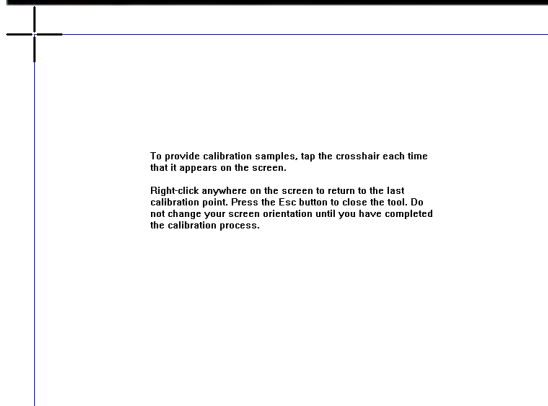 To provide calibration samples, tap the crosshair each time
that it appears on the screen.
Right-click anywhere on the screen to return to the last
calibration point. Press the Esc button to close the tool. Do
not change your screen orientation until you have completed
the calibration process.